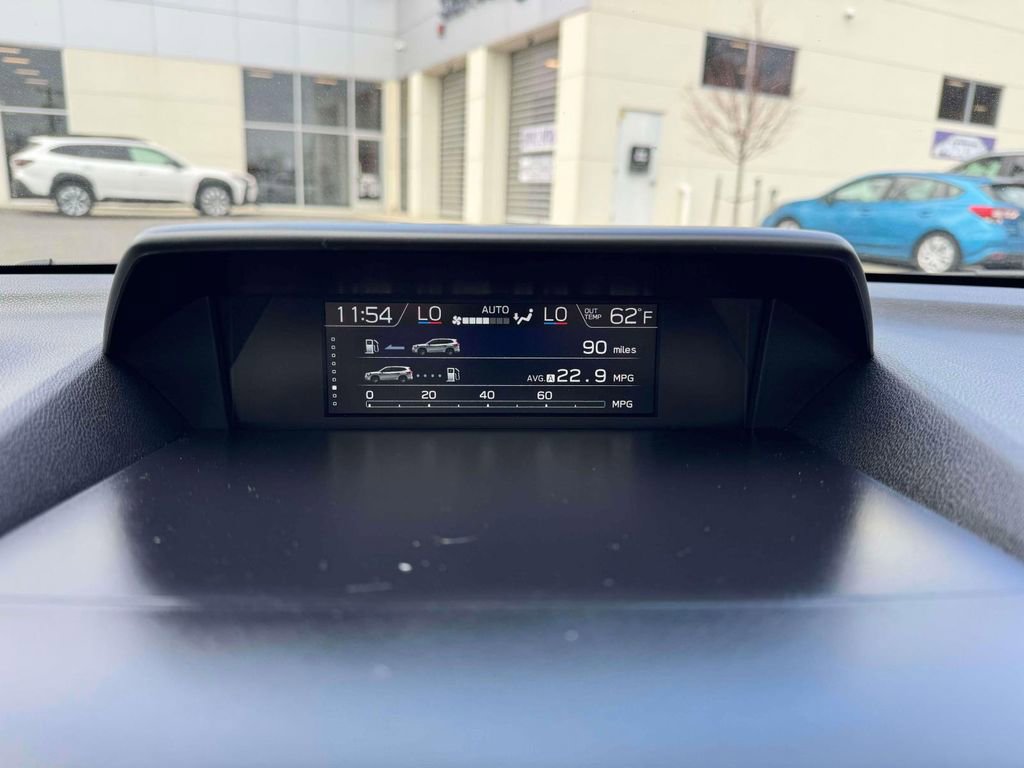 11:54 LO AUTO LO OUT TEMP 62°F
90 miles
AVG. A 22.9 MPG
0 20 40 60 MPG